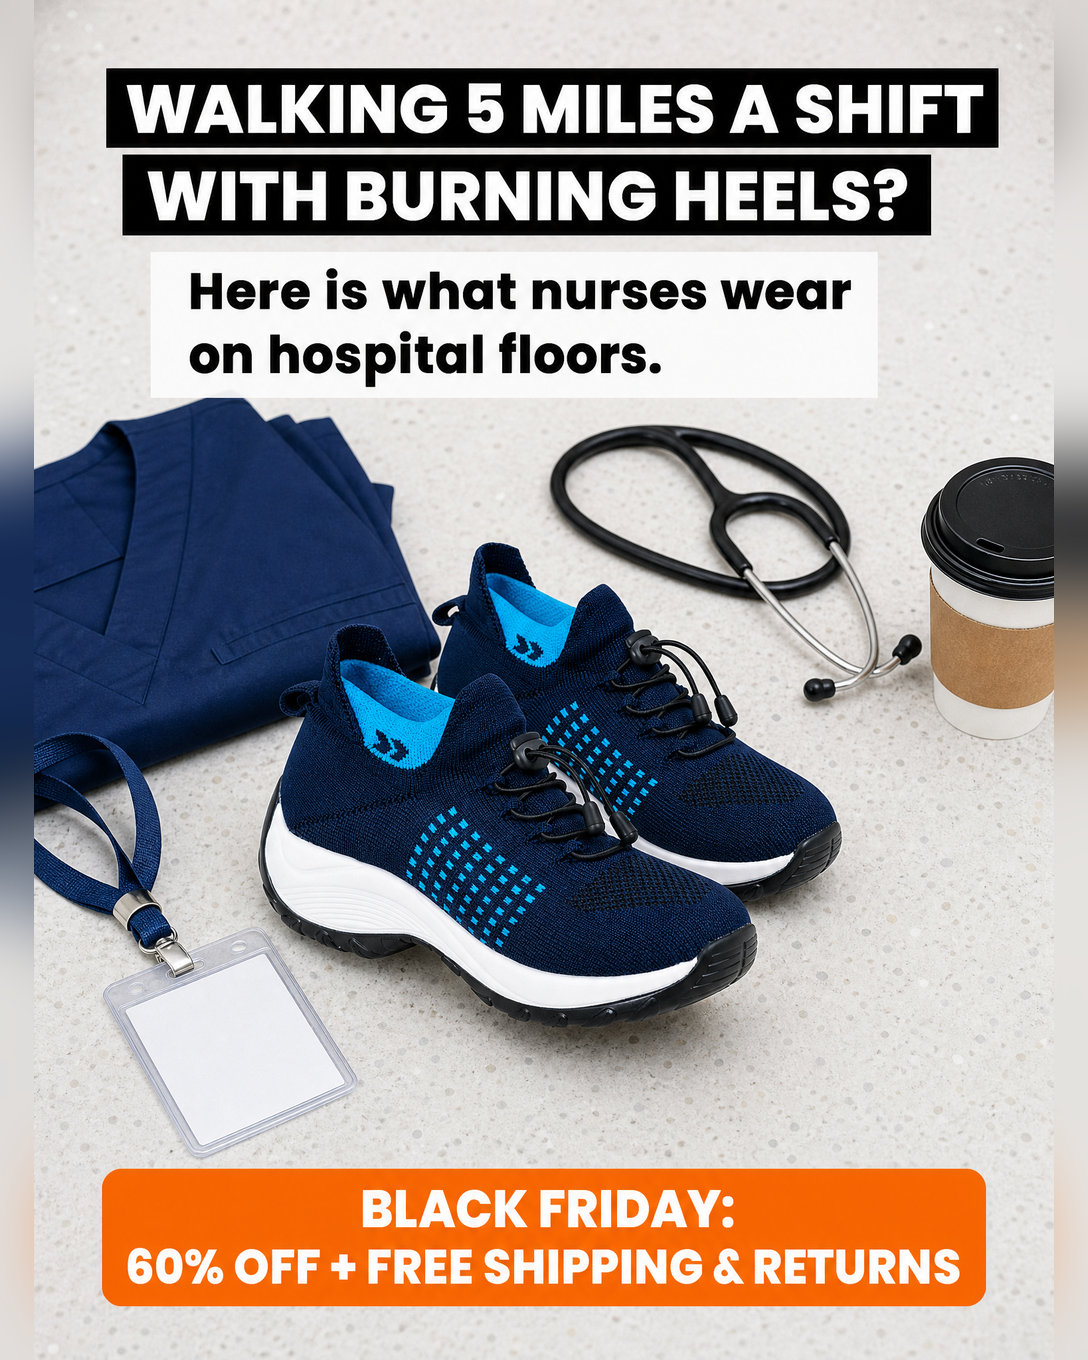 WALKING 5 MILES A SHIFT
WITH BURNING HEELS?
Here is what nurses wear
on hospital floors.
BLACK FRIDAY:
60% OFF + FREE SHIPPING & RETURNS